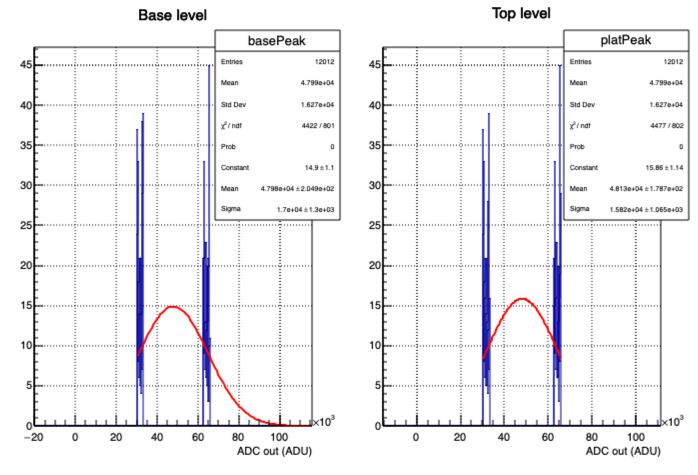 Base level
basePeak
Entries 12012
Mean 4.799e+04
Std Dev 1.627e+04
χ² / ndf 4422 / 801
Prob 0
Constant 14.9 ± 1.1
Mean 4.798e+04 ± 2.049e+02
Sigma 1.7e+04 ± 1.3e+03
45
40
35
30
25
20
15
10
5
0
−20 0 20 40 60 80 100 ×10³
ADC out (ADU)
Top level
platPeak
Entries 12012
Mean 4.799e+04
Std Dev 1.627e+04
χ² / ndf 4477 / 802
Prob 0
Constant 15.86 ± 1.14
Mean 4.813e+04 ± 1.787e+02
Sigma 1.582e+04 ± 1.065e+03
45
40
35
30
25
20
15
10
5
0
0 20 40 60 80 100 ×10³
ADC out (ADU)